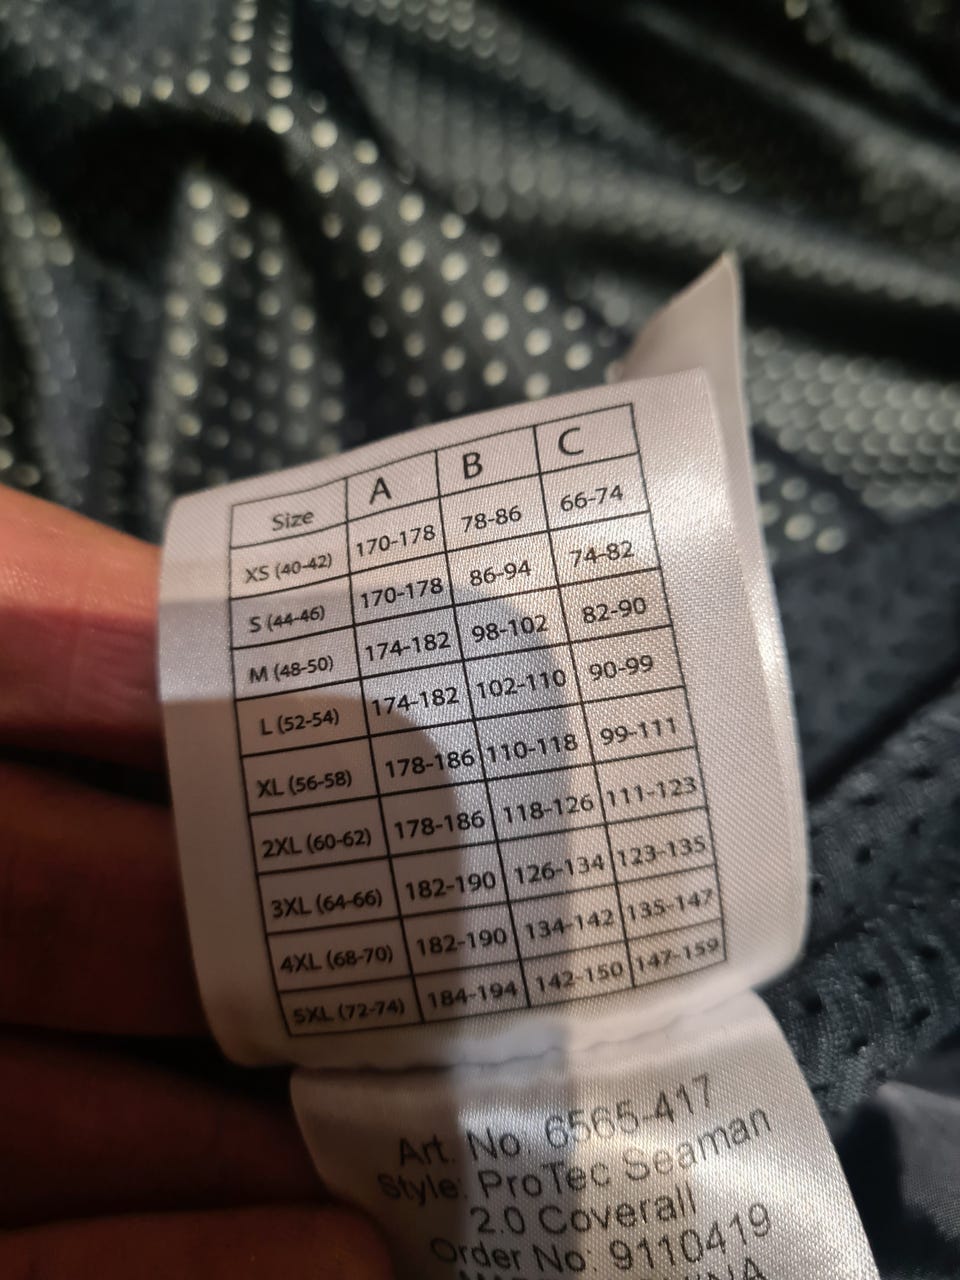 Size A B C
XS (40-42) 170-178 78-86 66-74
S (44-46) 170-178 86-94 74-82
M (48-50) 174-182 98-102 82-90
L (52-54) 174-182 102-110 90-99
XL (56-58) 178-186 110-118 99-111
2XL (60-62) 178-186 118-126 111-123
3XL (64-66) 182-190 126-134 123-135
4XL (68-70) 182-190 134-142 135-147
5XL (72-74) 184-194 142-150 147-159
Art. No. 6565-417
Style: ProTec Seaman
2.0 Coverall
Order No: 9110419